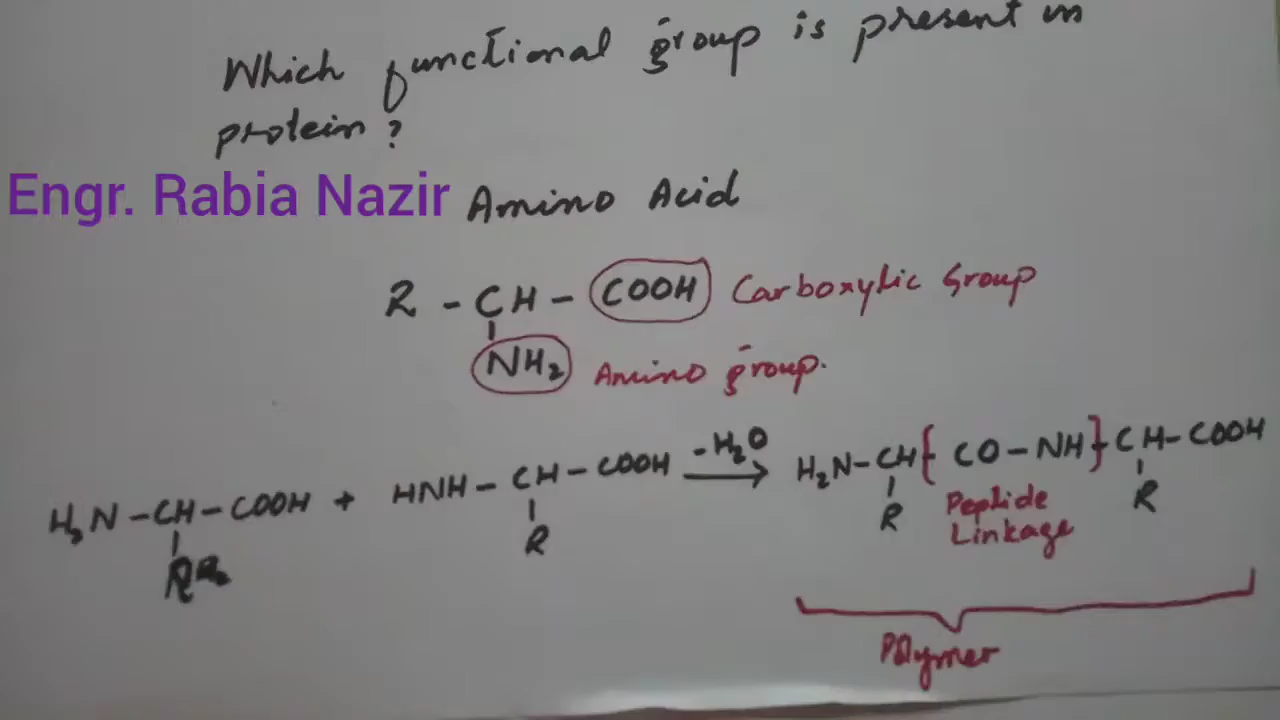 Which functional group is present in
protein?
Engr. Rabia Nazir
Amino Acid
R - CH - COOH Carboxylic Group
NH₂ Amino group.
H₂N - CH - COOH + HNH - CH - COOH -H₂O → H₂N - CH { CO - NH } CH - COOH
R R R
Peptide
Linkage
Polymer